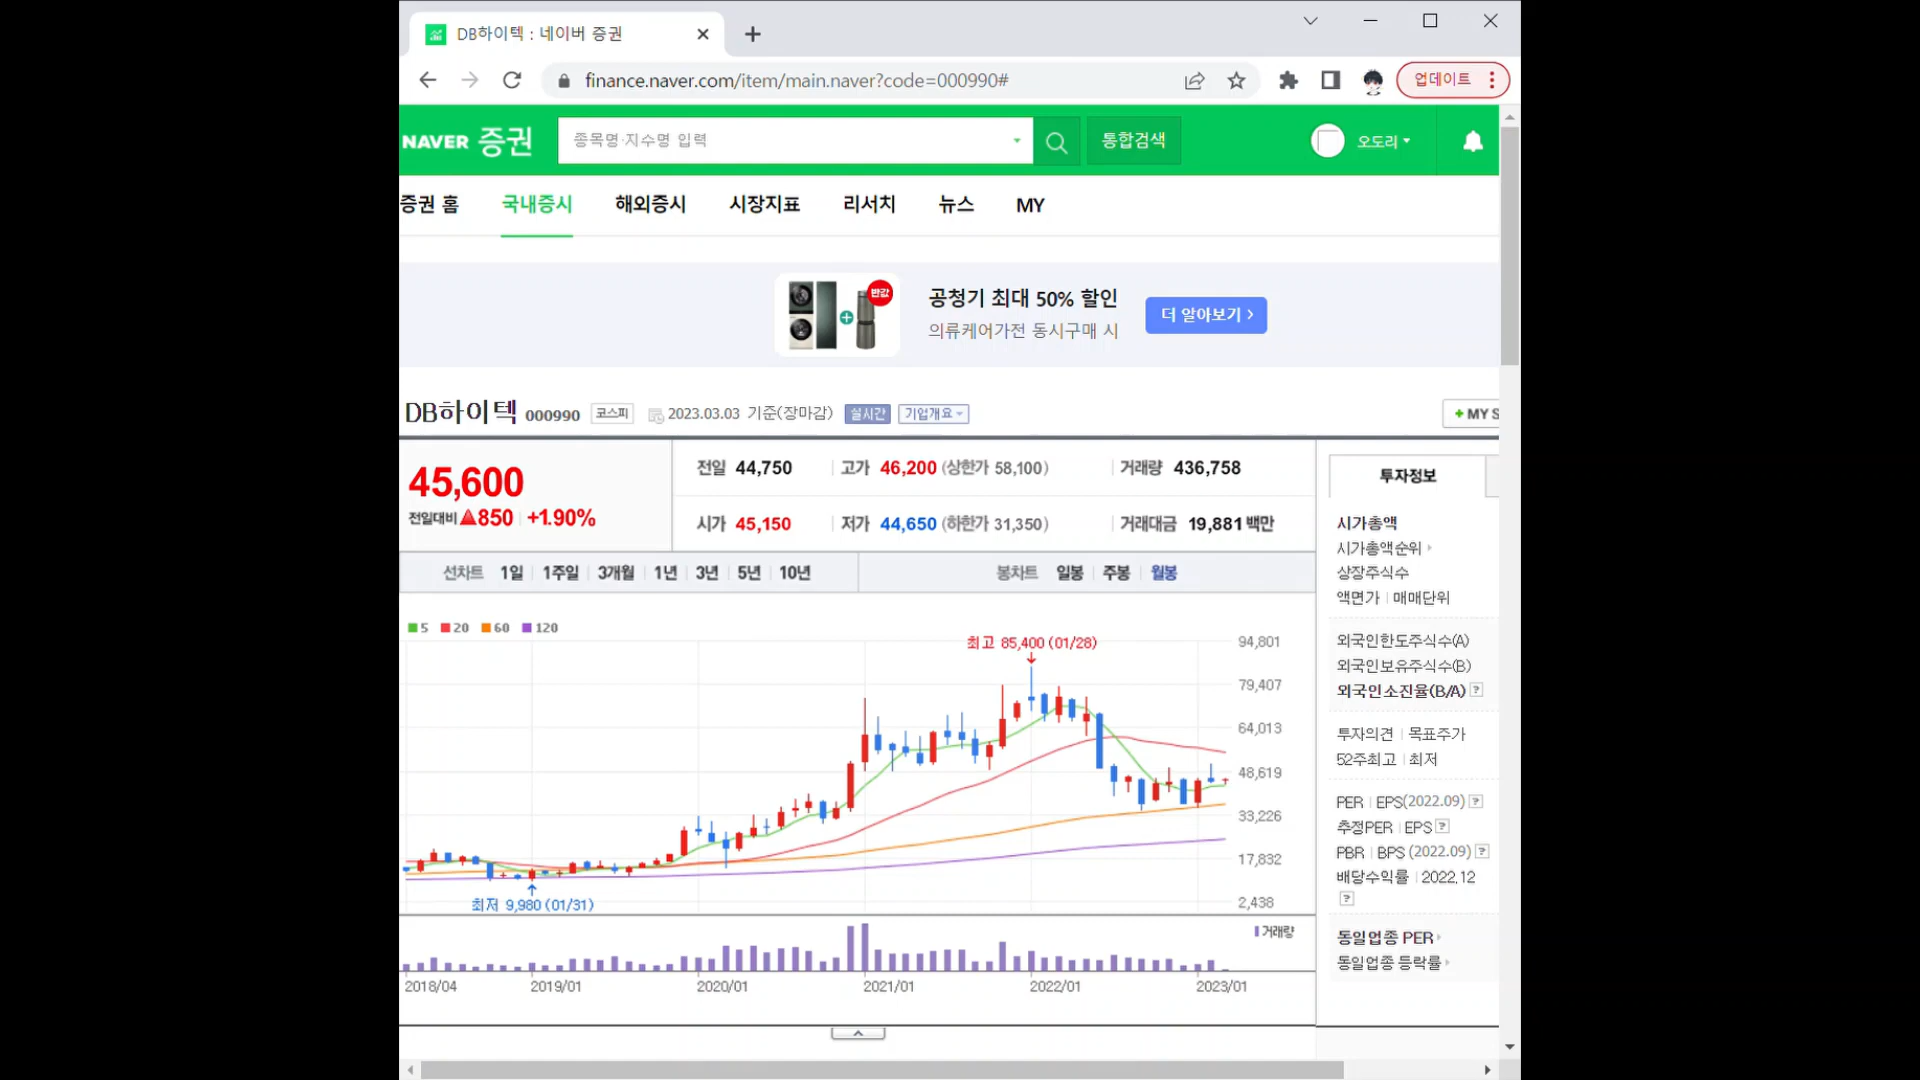 DB하이텍 : 네이버 증권
finance.naver.com/item/main.naver?code=000990#
업데이트
NAVER 증권
종목명·지수명 입력
통합검색
오도리
증권 홈 국내증시 해외증시 시장지표 리서치 뉴스 MY
반값
공청기 최대 50% 할인
의류케어가전 동시구매 시
더 알아보기 >
DB하이텍 000990 코스피 2023.03.03 기준(장마감) 실시간 기업개요
+ MY S
45,600
전일대비 ▲850 +1.90%
전일 44,750 고가 46,200 (상한가 58,100) 거래량 436,758
시가 45,150 저가 44,650 (하한가 31,350) 거래대금 19,881 백만
선차트 1일 1주일 3개월 1년 3년 5년 10년
봉차트 일봉 주봉 월봉
5 20 60 120
최고 85,400 (01/28)
94,801
79,407
64,013
48,619
33,226
17,832
2,438
최저 9,980 (01/31)
거래량
2018/04 2019/01 2020/01 2021/01 2022/01 2023/01
투자정보
시가총액
시가총액순위
상장주식수
액면가 | 매매단위
외국인한도주식수(A)
외국인보유주식수(B)
외국인소진율(B/A) ?
투자의견 | 목표주가
52주최고 | 최저
PER | EPS(2022.09) ?
추정PER | EPS ?
PBR | BPS (2022.09) ?
배당수익률 | 2022.12
?
동일업종 PER
동일업종 등락률